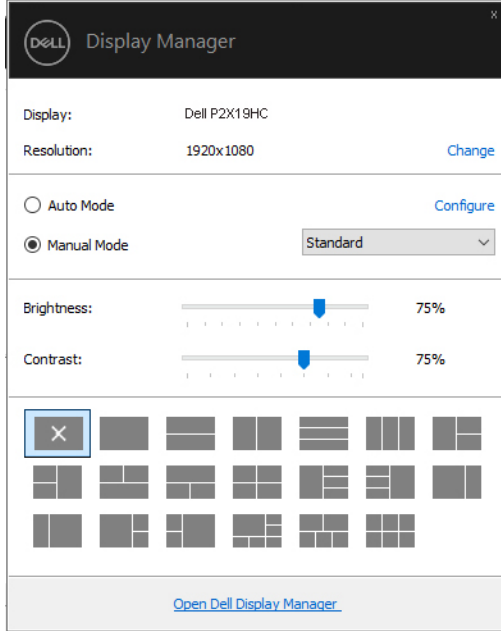 x
DELL Display Manager
Display: Dell P2X19HC
Resolution: 1920x1080 Change
Auto Mode Configure
Manual Mode Standard
Brightness: 75%
Contrast: 75%
Open Dell Display Manager